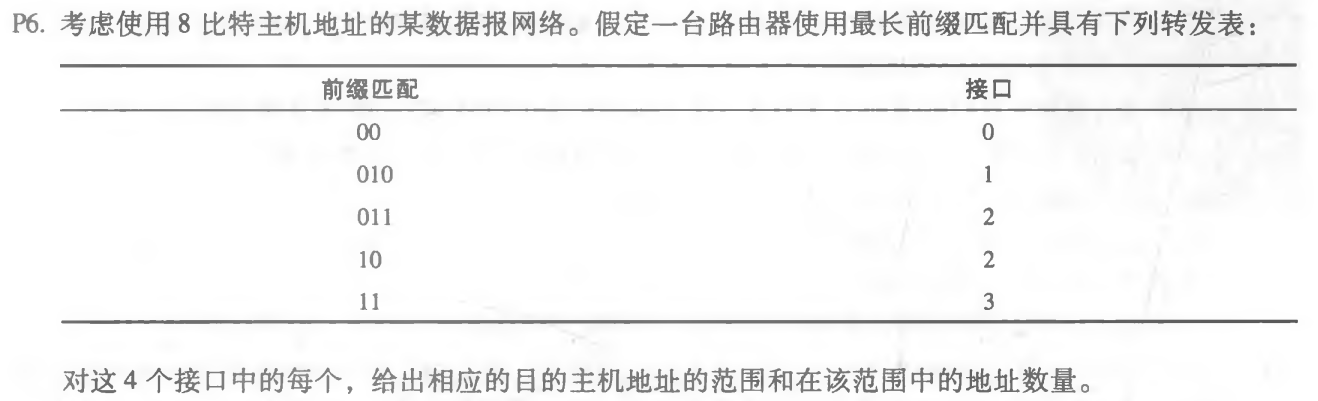 P6. 考虑使用 8 比特主机地址的某数据报网络。假定一台路由器使用最长前缀匹配并具有下列转发表：
前缀匹配 接口
00 0
010 1
011 2
10 2
11 3
对这 4 个接口中的每个，给出相应的目的主机地址的范围和在该范围中的地址数量。